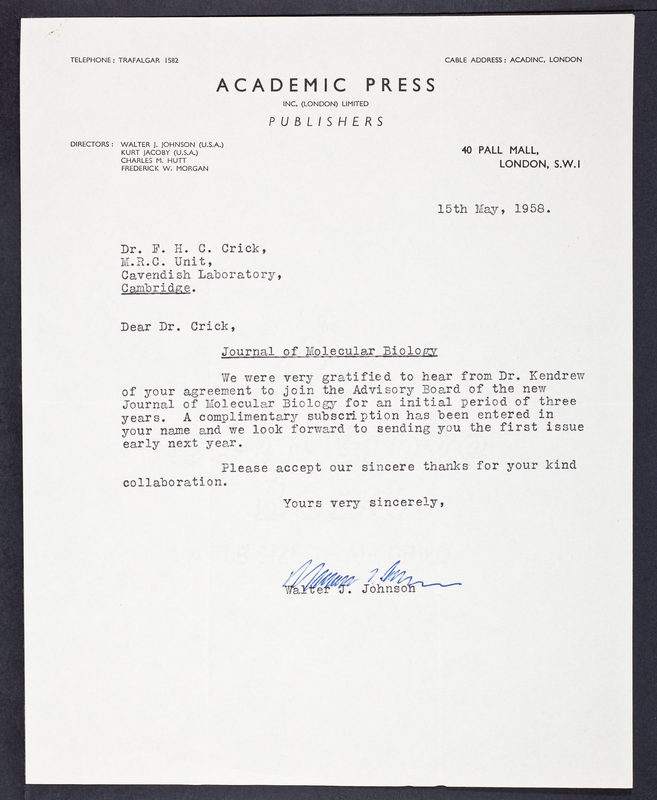 TELEPHONE: TRAFALGAR 1582
CABLE ADDRESS: ACADINC, LONDON
ACADEMIC PRESS
INC. (LONDON) LIMITED
PUBLISHERS
DIRECTORS: WALTER J. JOHNSON (U.S.A.)
KURT JACOBY (U.S.A.)
CHARLES M. HUTT
FREDERICK W. MORGAN
40 PALL MALL,
LONDON, S.W.1
15th May, 1958.
Dr. F. H. C. Crick,
M.R.C. Unit,
Cavendish Laboratory,
Cambridge.
Dear Dr. Crick,
Journal of Molecular Biology
We were very gratified to hear from Dr. Kendrew
of your agreement to join the Advisory Board of the new
Journal of Molecular Biology for an initial period of three
years. A complimentary subscription has been entered in
your name and we look forward to sending you the first issue
early next year.
Please accept our sincere thanks for your kind
collaboration.
Yours very sincerely,
Walter J. Johnson